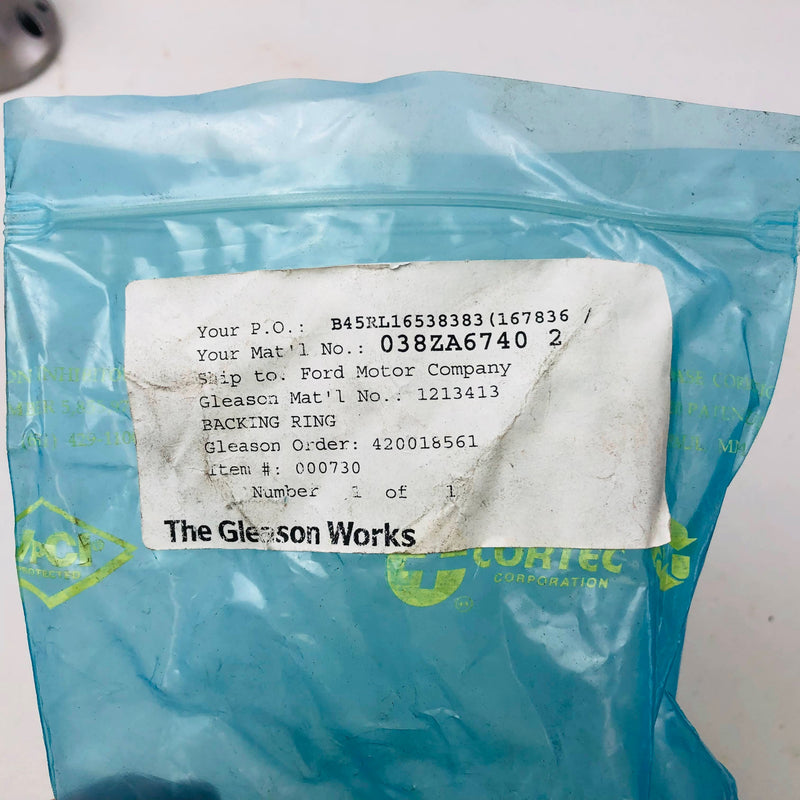 Your P.O.: B45RL16538383(167836 /
Your Mat'l No.: 038ZA6740 2
Ship to: Ford Motor Company
Gleason Mat'l No.: 1213413
BACKING RING
Gleason Order: 420018561
Item #: 000730
Number 1 of 1
The Gleason Works
CORTEC
CORPORATION